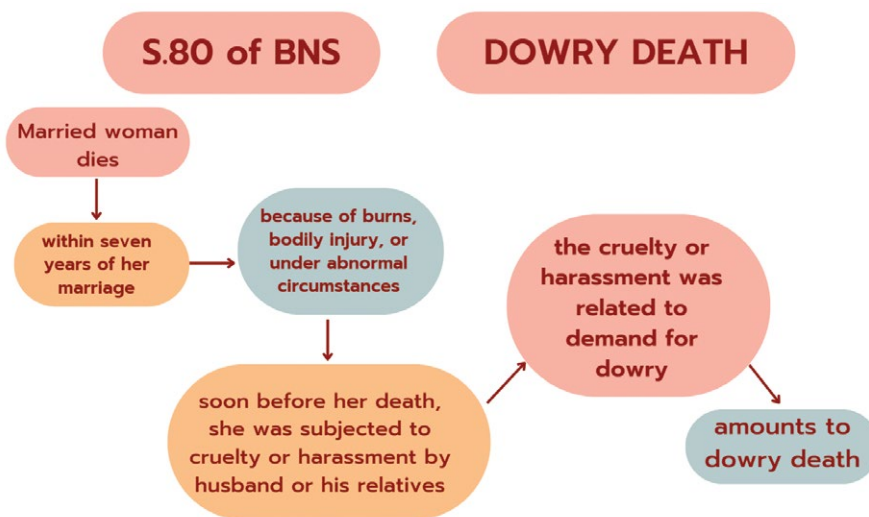 S.80 of BNS
DOWRY DEATH
Married woman
dies
within seven
years of her
marriage
because of burns,
bodily injury, or
under abnormal
circumstances
soon before her death,
she was subjected to
cruelty or harassment by
husband or his relatives
the cruelty or
harassment was
related to
demand for
dowry
amounts to
dowry death